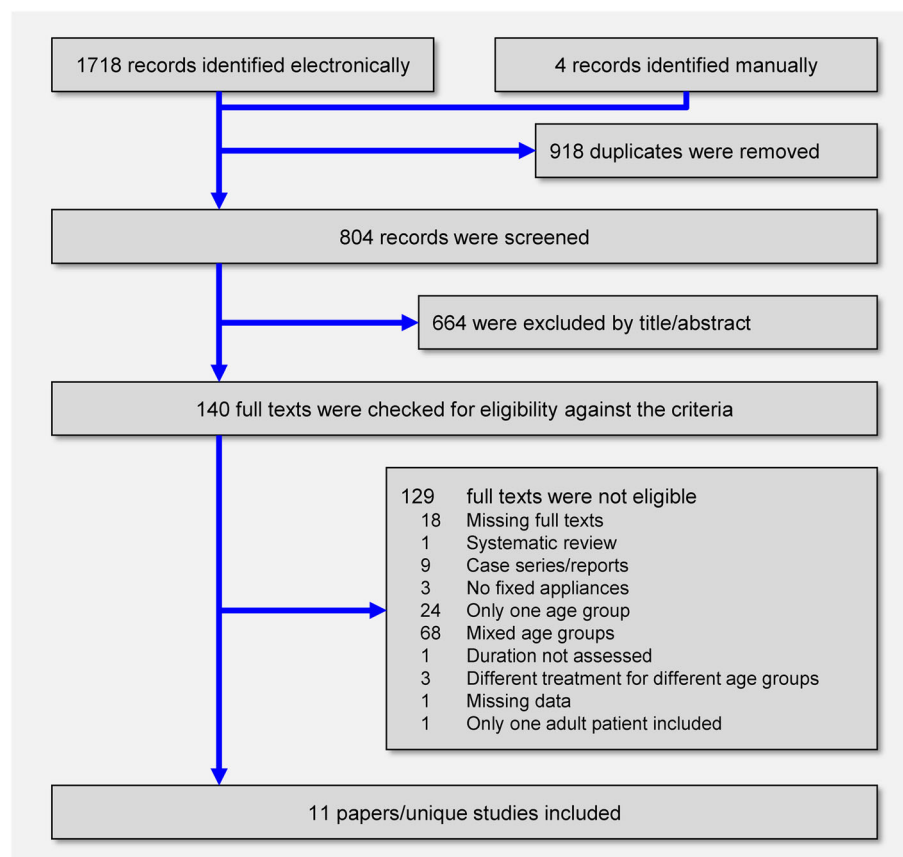 1718 records identified electronically
4 records identified manually
918 duplicates were removed
804 records were screened
664 were excluded by title/abstract
140 full texts were checked for eligibility against the criteria
129 full texts were not eligible
18 Missing full texts
1 Systematic review
9 Case series/reports
3 No fixed appliances
24 Only one age group
68 Mixed age groups
1 Duration not assessed
3 Different treatment for different age groups
1 Missing data
1 Only one adult patient included
11 papers/unique studies included